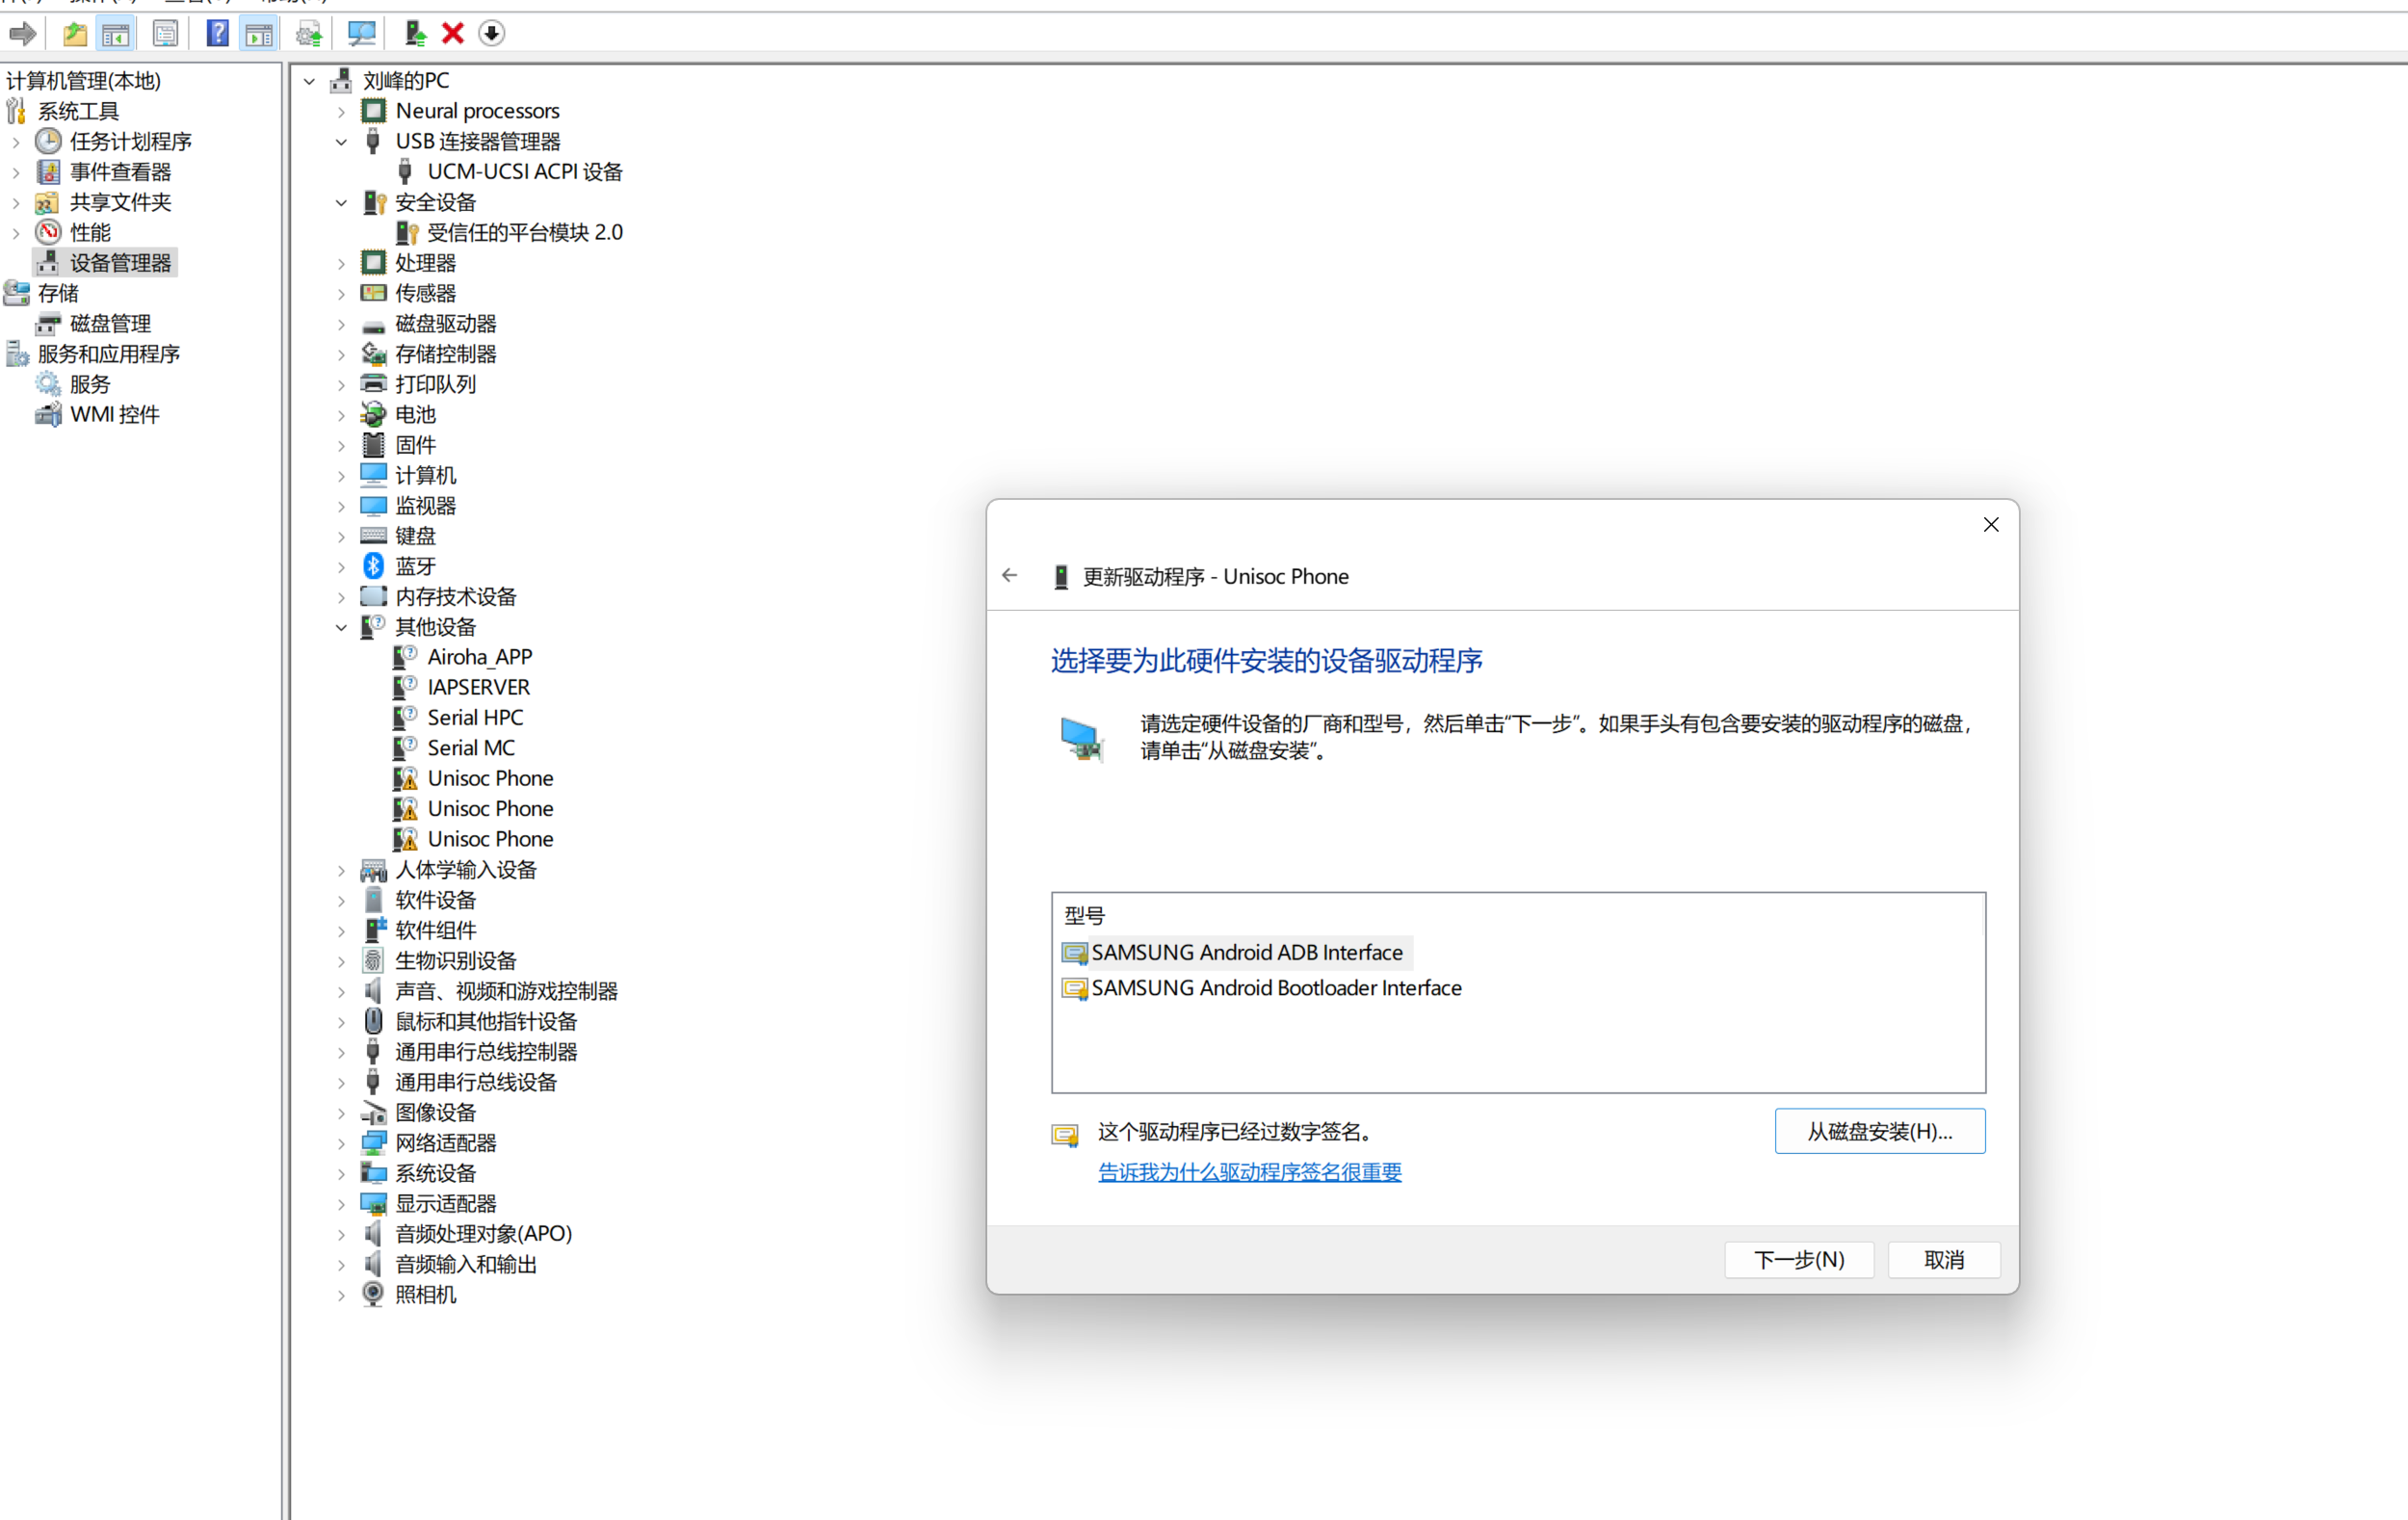 计算机管理(本地)
系统工具
任务计划程序
事件查看器
共享文件夹
性能
设备管理器
存储
磁盘管理
服务和应用程序
服务
WMI 控件
刘峰的PC
Neural processors
USB 连接器管理器
UCM-UCSI ACPI 设备
安全设备
受信任的平台模块 2.0
处理器
传感器
磁盘驱动器
存储控制器
打印队列
电池
固件
计算机
监视器
键盘
蓝牙
内存技术设备
其他设备
Airoha_APP
IAPSERVER
Serial HPC
Serial MC
Unisoc Phone
Unisoc Phone
Unisoc Phone
人体学输入设备
软件设备
软件组件
生物识别设备
声音、视频和游戏控制器
鼠标和其他指针设备
通用串行总线控制器
通用串行总线设备
图像设备
网络适配器
系统设备
显示适配器
音频处理对象(APO)
音频输入和输出
照相机
更新驱动程序 - Unisoc Phone
选择要为此硬件安装的设备驱动程序
请选定硬件设备的厂商和型号，然后单击“下一步”。如果手头有包含要安装的驱动程序的磁盘，
请单击“从磁盘安装”。
型号
SAMSUNG Android ADB Interface
SAMSUNG Android Bootloader Interface
这个驱动程序已经过数字签名。
从磁盘安装(H)...
告诉我为什么驱动程序签名很重要
下一步(N)
取消